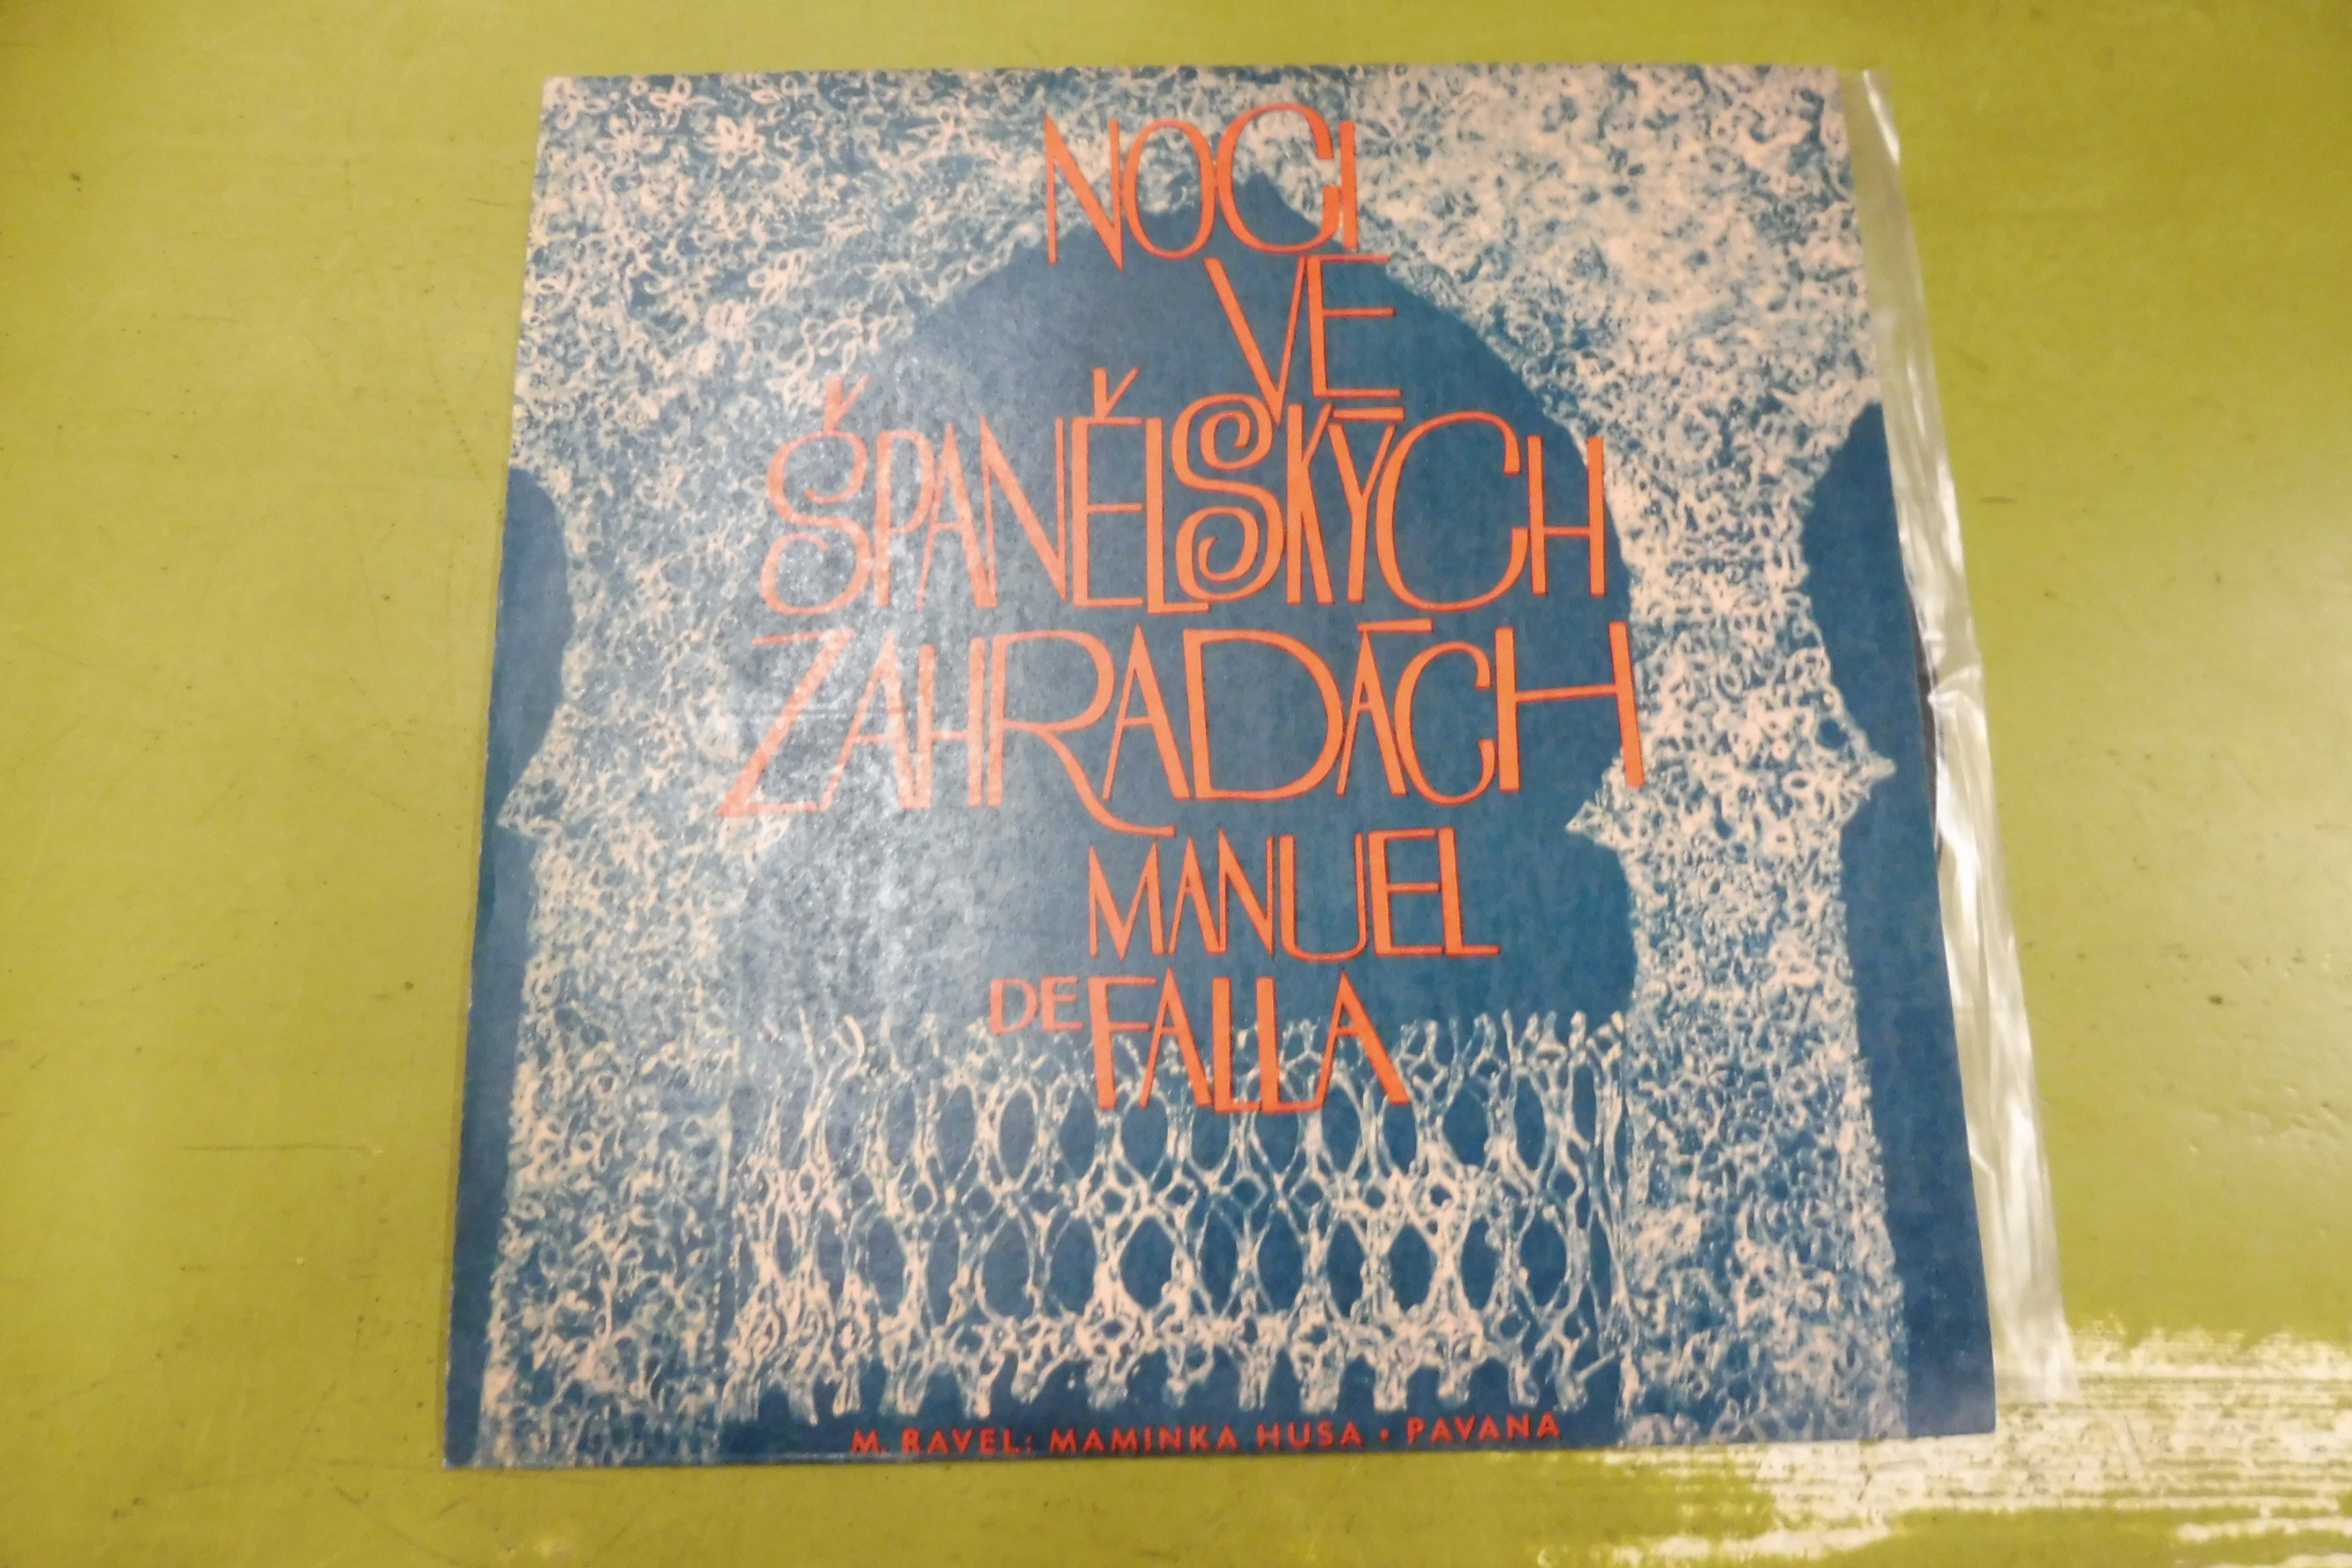 NOCI
VE
ŠPANĚLSKÝCH
ZAHRADÁCH
MANUEL
DE FALLA
M. RAVEL: MAMINKA HUSA • PAVANA